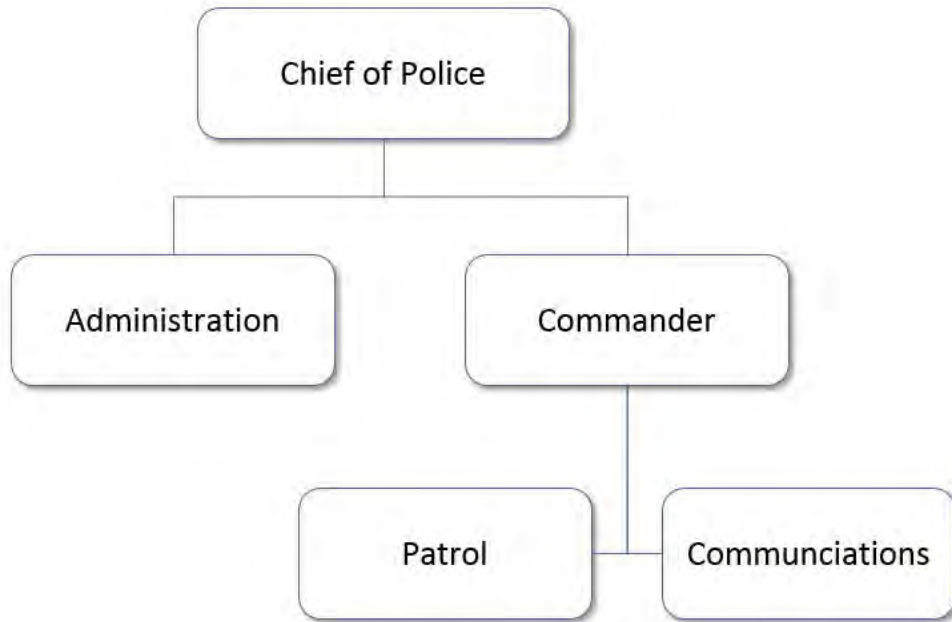 Chief of Police
Administration
Commander
Patrol
Communciations